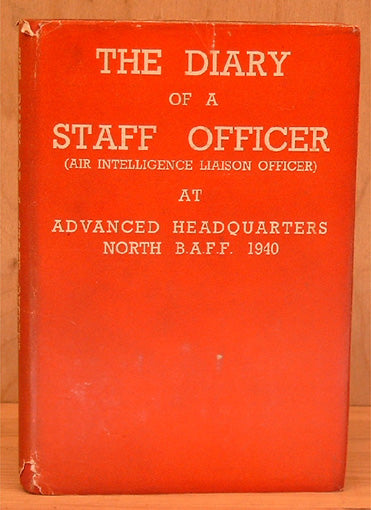 THE DIARY
OF A
STAFF OFFICER
(AIR INTELLIGENCE LIAISON OFFICER)
AT
ADVANCED HEADQUARTERS
NORTH B.A.F.F. 1940